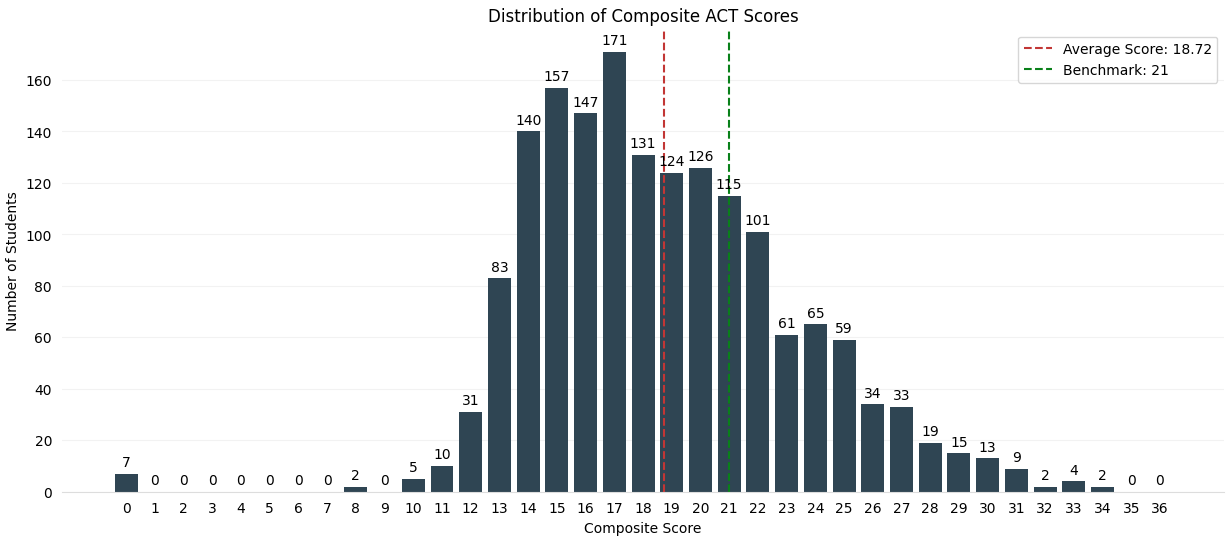 Distribution of Composite ACT Scores
Average Score: 18.72
Benchmark: 21
Number of Students
160
140
120
100
80
60
40
20
0
7 0 0 0 0 0 0 0 2 0 5 10 31 83 140 157 147 171 131 124 126 115 101 61 65 59 34 33 19 15 13 9 2 4 2 0 0
0 1 2 3 4 5 6 7 8 9 10 11 12 13 14 15 16 17 18 19 20 21 22 23 24 25 26 27 28 29 30 31 32 33 34 35 36
Composite Score